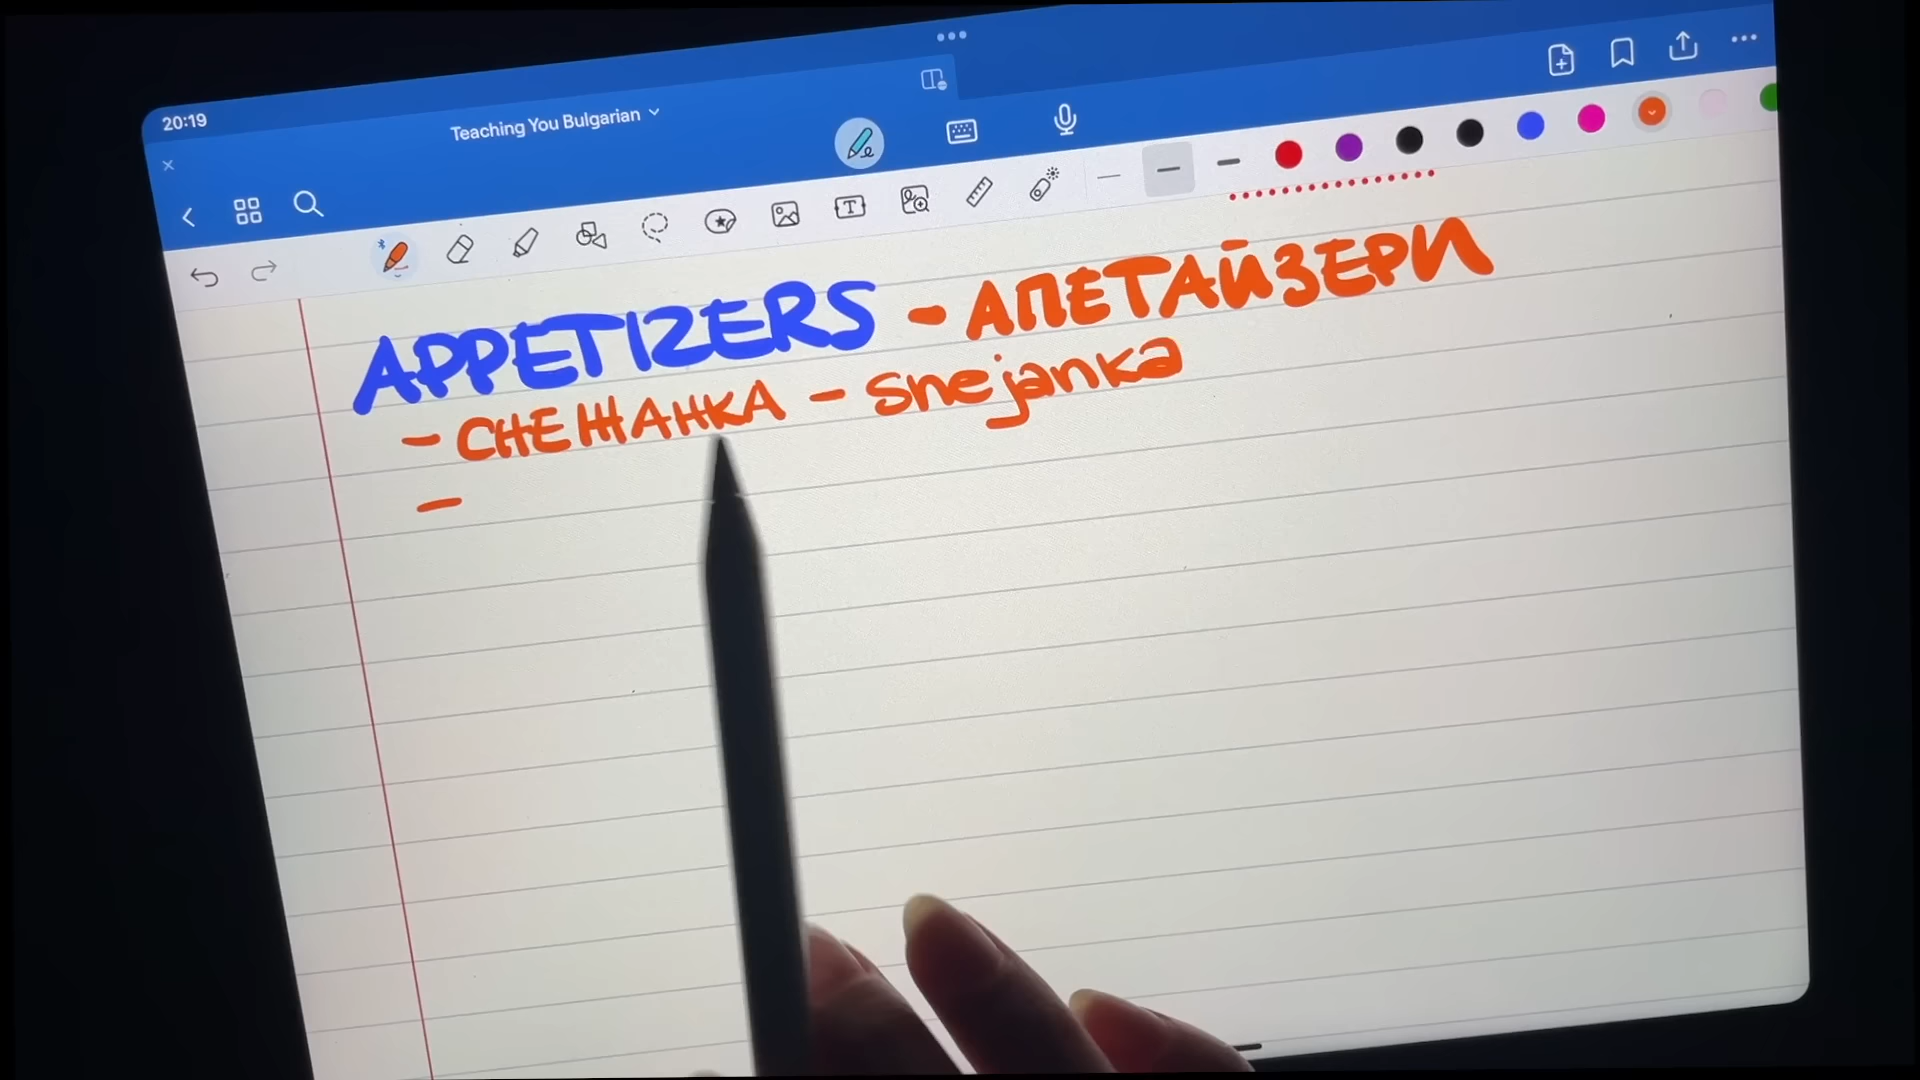 20:19
Teaching You Bulgarian
APPETIZERS - АПЕТАЙЗЕРИ
- СНЕЖАНКА - Snejanka
-